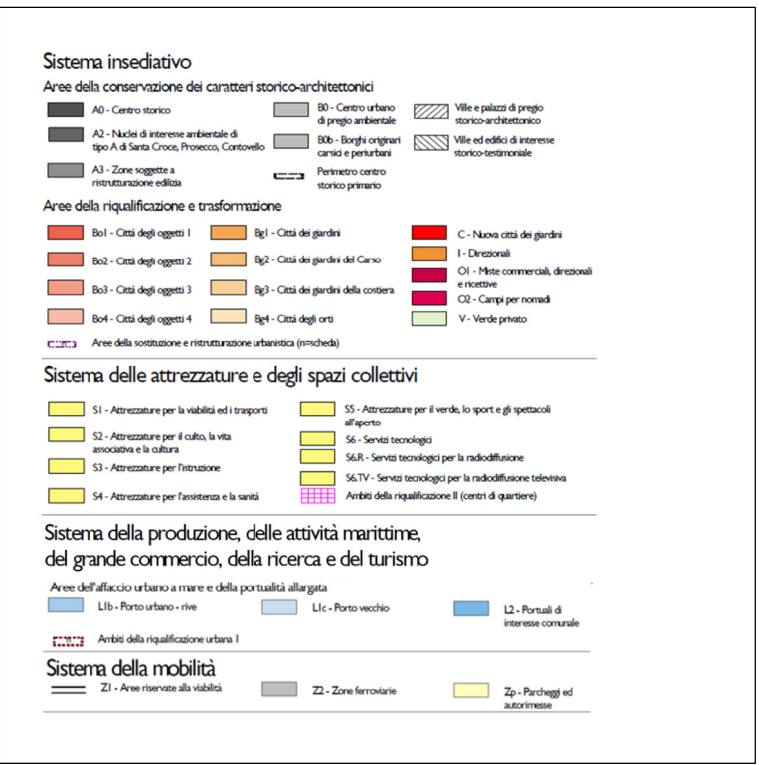 Sistema insediativo
Aree della conservazione dei caratteri storico-architettonici
A0 - Centro storico
A2 - Nuclei di interesse ambientale di
tipo A di Santa Croce, Prosecco, Contovello
A3 - Zone soggette a
ristrutturazione edilizia
B0 - Centro urbano
di pregio ambientale
B0b - Borghi originari
carsici e periurbani
Perimetro centro
storico primario
Ville e palazzi di pregio
storico-architettonico
Ville ed edifici di interesse
storico-testimoniale
Aree della riqualificazione e trasformazione
Bo1 - Città degli oggetti 1
Bo2 - Città degli oggetti 2
Bo3 - Città degli oggetti 3
Bo4 - Città degli oggetti 4
Bg1 - Città dei giardini
Bg2 - Città dei giardini del Carso
Bg3 - Città dei giardini della costiera
Bg4 - Città degli orti
C - Nuova città dei giardini
I - Direzionali
O1 - Miste commerciali, direzionali
e ricettive
O2 - Campi per nomadi
V - Verde privato
Aree della sostituzione e ristrutturazione urbanistica (n=scheda)
Sistema delle attrezzature e degli spazi collettivi
S1 - Attrezzature per la viabilità ed i trasporti
S2 - Attrezzature per il culto, la vita
associativa e la cultura
S3 - Attrezzature per l'istruzione
S4 - Attrezzature per l'assistenza e la sanità
S5 - Attrezzature per il verde, lo sport e gli spettacoli
all'aperto
S6 - Servizi tecnologici
S6.R - Servizi tecnologici per la radiodiffusione
S6.TV - Servizi tecnologici per la radiodiffusione televisiva
Ambiti della riqualificazione II (centri di quartiere)
Sistema della produzione, delle attività marittime,
del grande commercio, della ricerca e del turismo
Aree dell'affaccio urbano a mare e della portualità allargata
L1b - Porto urbano - rive
L1c - Porto vecchio
L2 - Portuali di
interesse comunale
Ambiti della riqualificazione urbana I
Sistema della mobilità
Z1 - Aree riservate alla viabilità
Z2 - Zone ferroviarie
Zp - Parcheggi ed
autorimesse